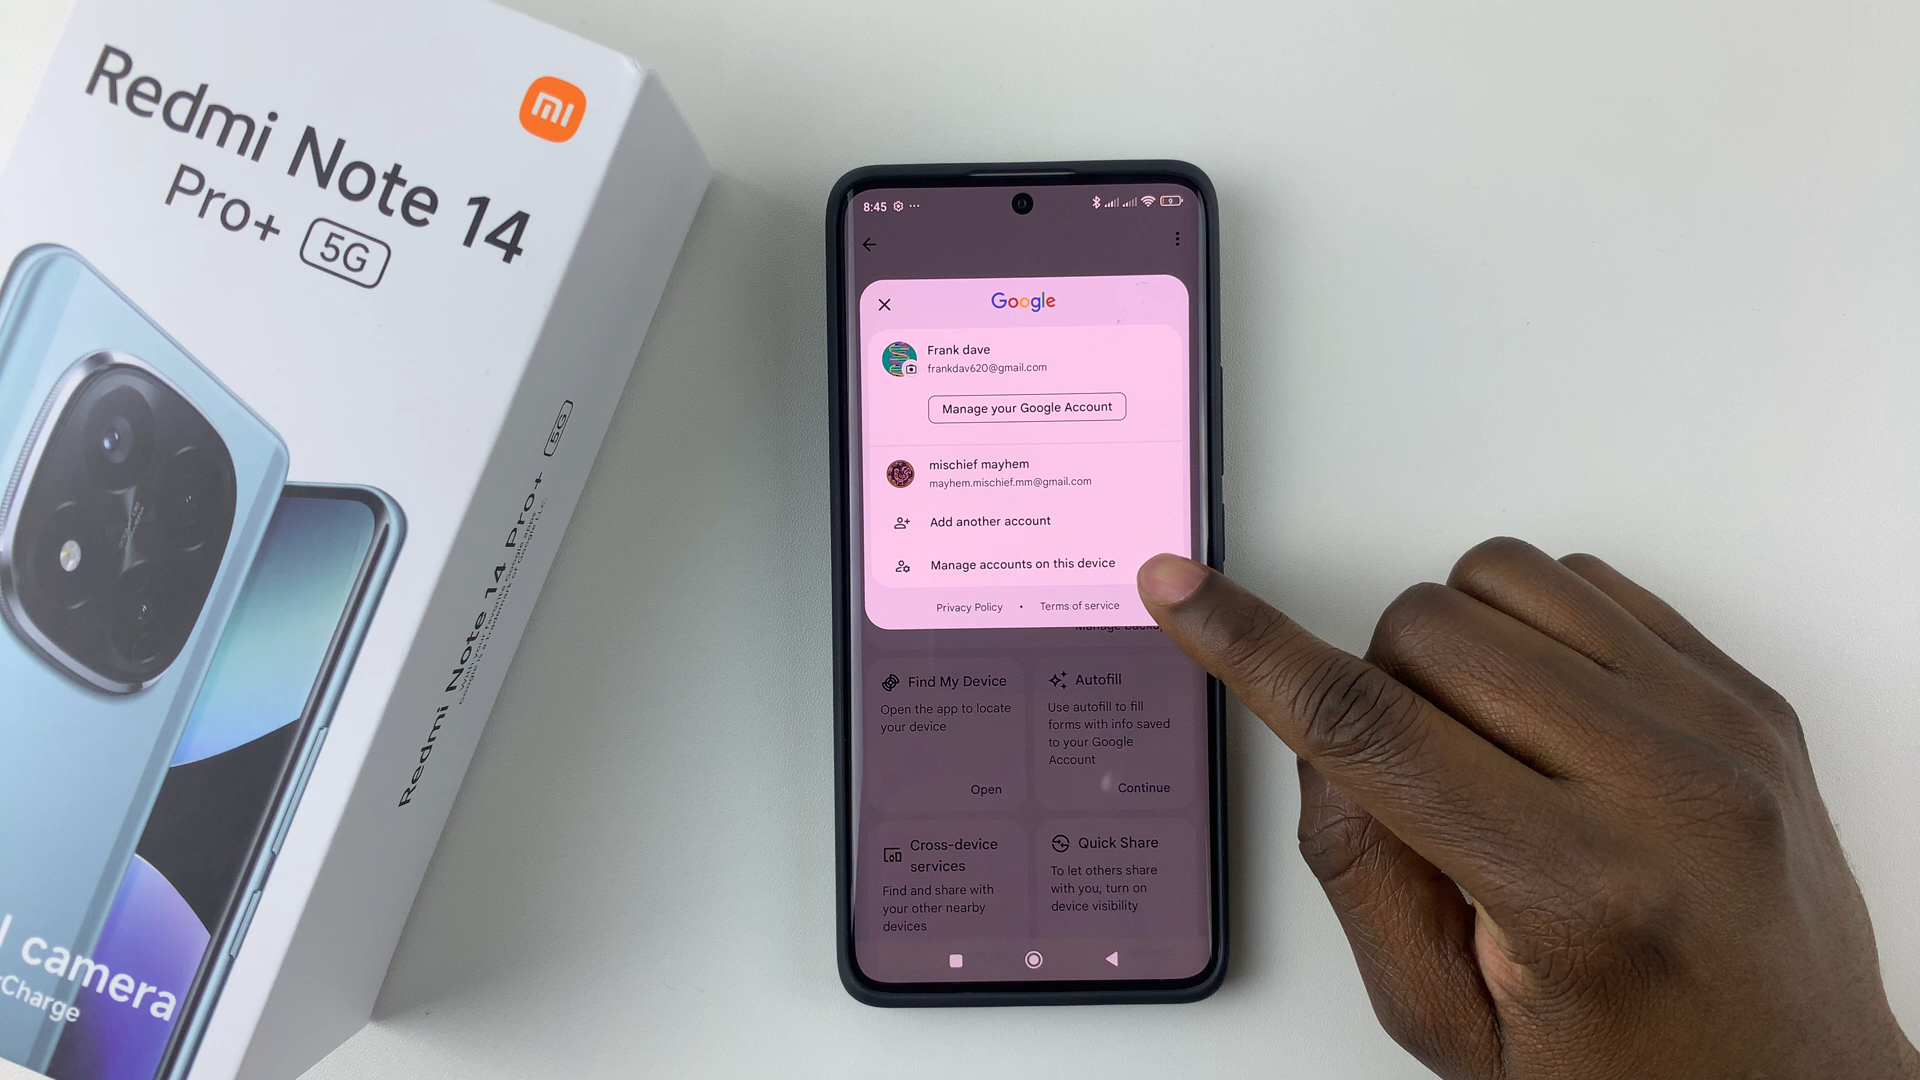 Redmi Note 14
Pro+ 5G
mi
Redmi Note 14 Pro+ 5G
l camera
rCharge
8:45
9
Google
Frank dave
frankdav620@gmail.com
Manage your Google Account
mischief mayhem
mayhem.mischief.mm@gmail.com
Add another account
Manage accounts on this device
Privacy Policy • Terms of service
Manage backup
Find My Device
Open the app to locate
your device
Open
Autofill
Use autofill to fill
forms with info saved
to your Google
Account
Continue
Cross-device
services
Find and share with
your other nearby
devices
Quick Share
To let others share
with you, turn on
device visibility